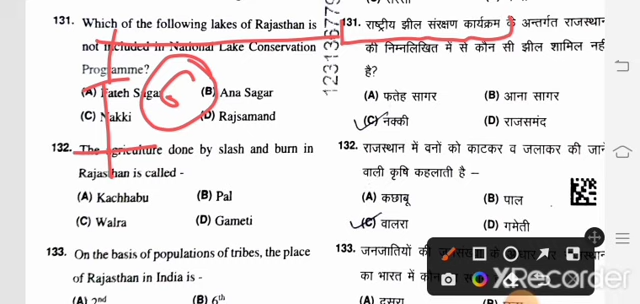 131. Which of the following lakes of Rajasthan is
not included in National Lake Conservation
Programme?
(A) Fateh Sagar
(B) Ana Sagar
(C) Nakki
(D) Rajsamand
132. The agriculture done by slash and burn in
Rajasthan is called -
(A) Kachhabu
(B) Pal
(C) Walra
(D) Gameti
133. On the basis of populations of tribes, the place
of Rajasthan in India is -
(A) 2nd
(B) 6th
123136779
131. राष्ट्रीय झील संरक्षण कार्यक्रम के अन्तर्गत राजस्थान
की निम्नलिखित में से कौन सी झील शामिल नहीं
है?
(A) फतेह सागर
(B) आना सागर
(C) नक्की
(D) राजसमंद
132. राजस्थान में वनों को काटकर व जलाकर की जाने
वाली कृषि कहलाता है –
(A) कछाबू
(B) पाल
(C) वालरा
(D) गमेती
133. जनजातियों की
का भारत में
(A) दूसरा
XRecorder